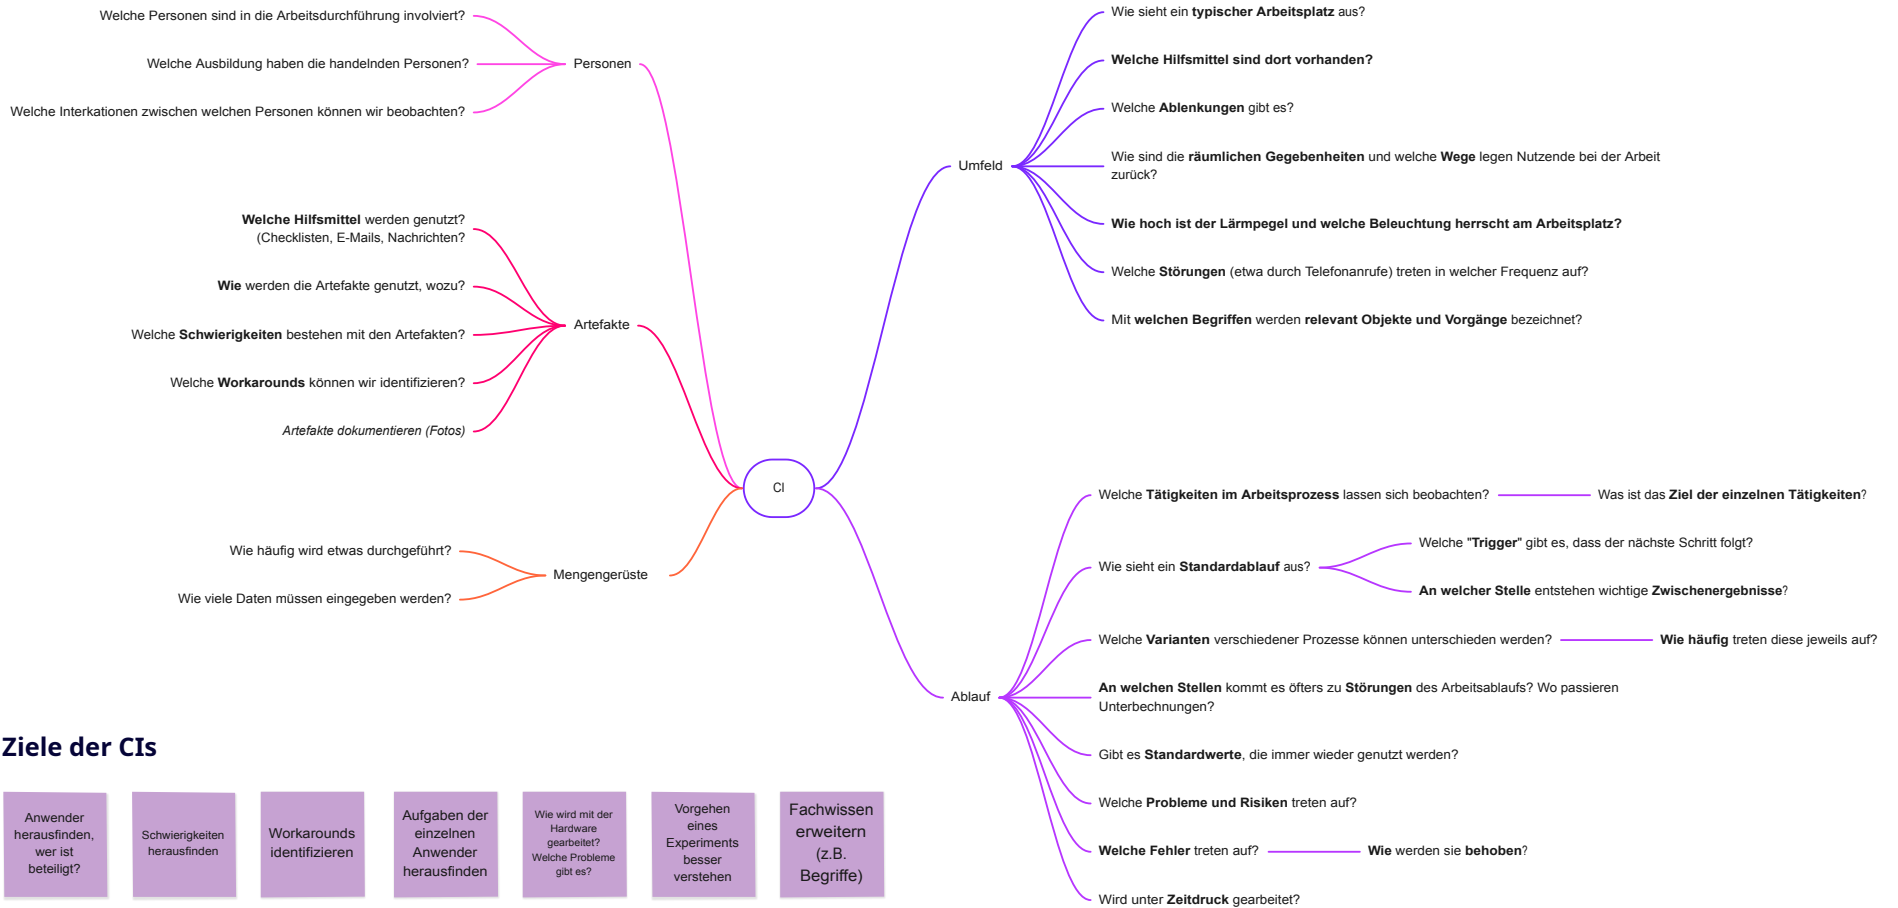 Welche Personen sind in die Arbeitsdurchführung involviert?
Welche Ausbildung haben die handelnden Personen?
Welche Interkationen zwischen welchen Personen können wir beobachten?
Personen
Welche Hilfsmittel werden genutzt?
(Checklisten, E-Mails, Nachrichten?
Wie werden die Artefakte genutzt, wozu?
Welche Schwierigkeiten bestehen mit den Artefakten?
Welche Workarounds können wir identifizieren?
Artefakte dokumentieren (Fotos)
Artefakte
Wie häufig wird etwas durchgeführt?
Wie viele Daten müssen eingegeben werden?
Mengengerüste
CI
Umfeld
Wie sieht ein typischer Arbeitsplatz aus?
Welche Hilfsmittel sind dort vorhanden?
Welche Ablenkungen gibt es?
Wie sind die räumlichen Gegebenheiten und welche Wege legen Nutzende bei der Arbeit
zurück?
Wie hoch ist der Lärmpegel und welche Beleuchtung herrscht am Arbeitsplatz?
Welche Störungen (etwa durch Telefonanrufe) treten in welcher Frequenz auf?
Mit welchen Begriffen werden relevant Objekte und Vorgänge bezeichnet?
Ablauf
Welche Tätigkeiten im Arbeitsprozess lassen sich beobachten?
Was ist das Ziel der einzelnen Tätigkeiten?
Wie sieht ein Standardablauf aus?
Welche "Trigger" gibt es, dass der nächste Schritt folgt?
An welcher Stelle entstehen wichtige Zwischenergebnisse?
Welche Varianten verschiedener Prozesse können unterschieden werden?
Wie häufig treten diese jeweils auf?
An welchen Stellen kommt es öfters zu Störungen des Arbeitsablaufs? Wo passieren
Unterbechnungen?
Gibt es Standardwerte, die immer wieder genutzt werden?
Welche Probleme und Risiken treten auf?
Welche Fehler treten auf?
Wie werden sie behoben?
Wird unter Zeitdruck gearbeitet?
Ziele der CIs
Anwender
herausfinden,
wer ist
beteiligt?
Schwierigkeiten
herausfinden
Workarounds
identifizieren
Aufgaben der
einzelnen
Anwender
herausfinden
Wie wird mit der
Hardware
gearbeitet?
Welche Probleme
gibt es?
Vorgehen
eines
Experiments
besser
verstehen
Fachwissen
erweitern
(z.B.
Begriffe)